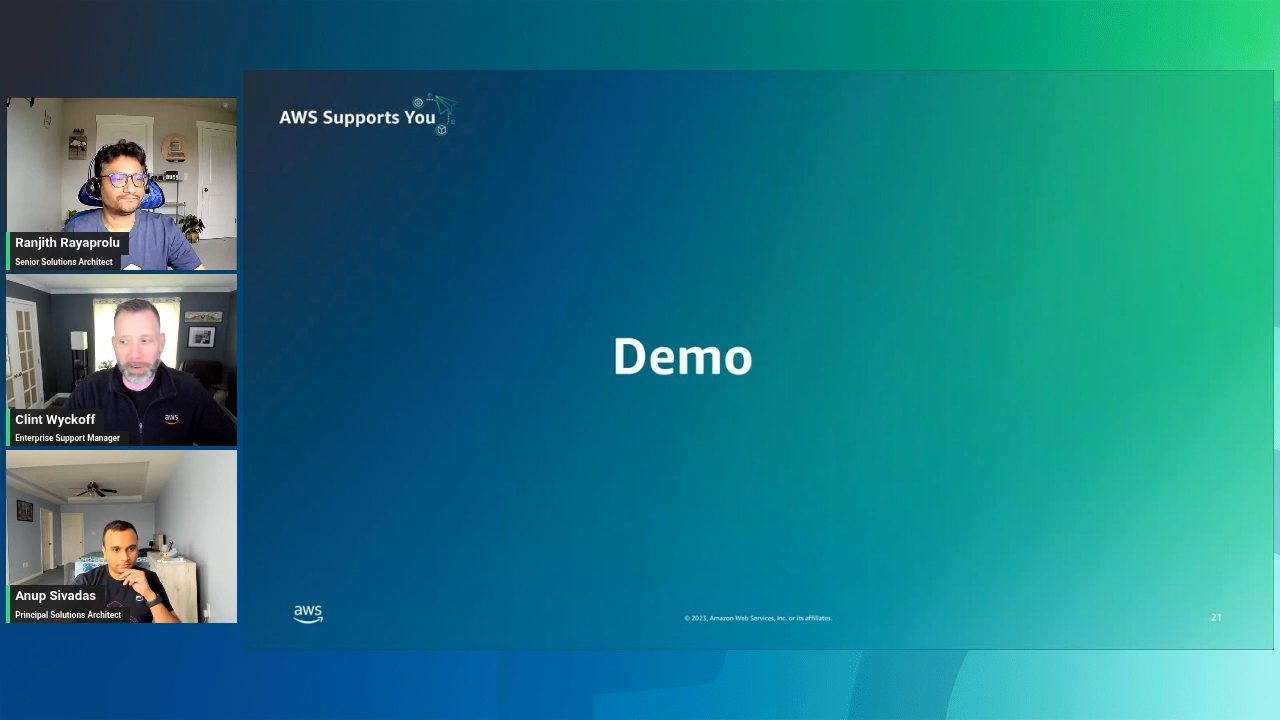 AWS Supports You
Ranjith Rayaprolu
Senior Solutions Architect
Clint Wyckoff
Enterprise Support Manager
aws
Anup Sivadas
Principal Solutions Architect
Demo
aws
© 2023, Amazon Web Services, Inc. or its affiliates.
21